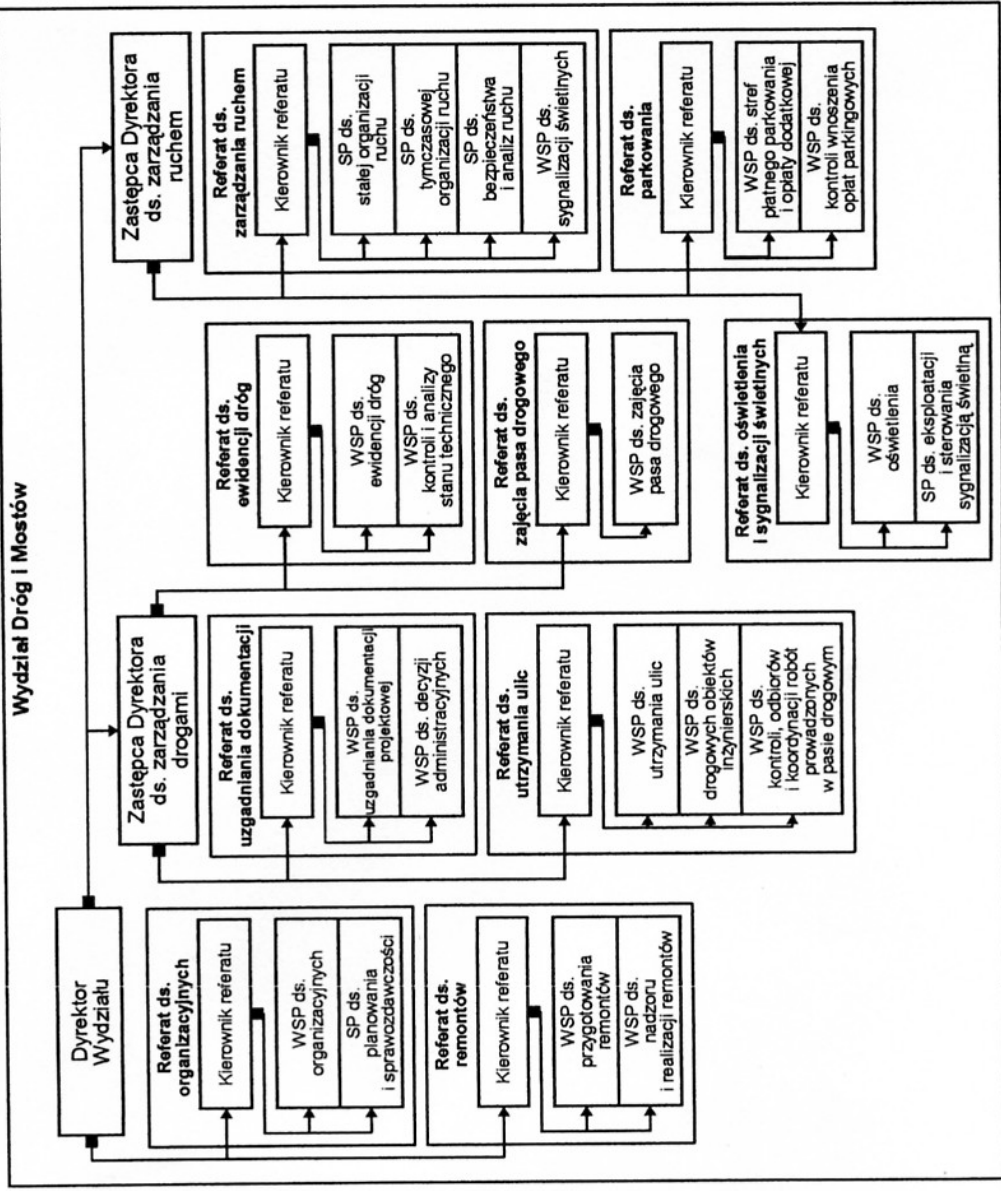 Wydział Dróg i Mostów
Dyrektor
Wydziału
Referat ds.
organizacyjnych
Kierownik referatu
WSP ds.
organizacyjnych
SP ds.
planowania
i sprawozdawczości
Referat ds.
remontów
Kierownik referatu
WSP ds.
przygotowania
remontów
WSP ds.
nadzoru
i realizacji remontów
Zastępca Dyrektora
ds. zarządzania
drogami
Referat ds.
uzgadniania dokumentacji
Kierownik referatu
WSP ds.
uzgadniania dokumentacji
projektowej
WSP ds. decyzji
administracyjnych
Referat ds.
utrzymania ulic
Kierownik referatu
WSP ds.
utrzymania ulic
WSP ds.
drogowych obiektów
inżynierskich
WSP ds.
kontroli, odbiorów
i koordynacji robót
prowadzonych
w pasie drogowym
Referat ds.
ewidencji dróg
Kierownik referatu
WSP ds.
ewidencji dróg
WSP ds.
kontroli i analizy
stanu technicznego
Referat ds.
zajęcia pasa drogowego
Kierownik referatu
WSP ds. zajęcia
pasa drogowego
Zastępca Dyrektora
ds. zarządzania
ruchem
Referat ds.
zarządzania ruchem
Kierownik referatu
SP ds.
stałej organizacji
ruchu
SP ds.
tymczasowej
organizacji ruchu
SP ds.
bezpieczeństwa
i analiz ruchu
WSP ds.
sygnalizacji świetlnych
Referat ds.
parkowania
Kierownik referatu
WSP ds. stref
płatnego parkowania
i opłaty dodatkowej
WSP ds.
kontroli wnoszenia
opłat parkingowych
Referat ds. oświetlenia
i sygnalizacji świetlnych
Kierownik referatu
WSP ds.
oświetlenia
SP ds. eksploatacji
i sterowania
sygnalizacją świetlną